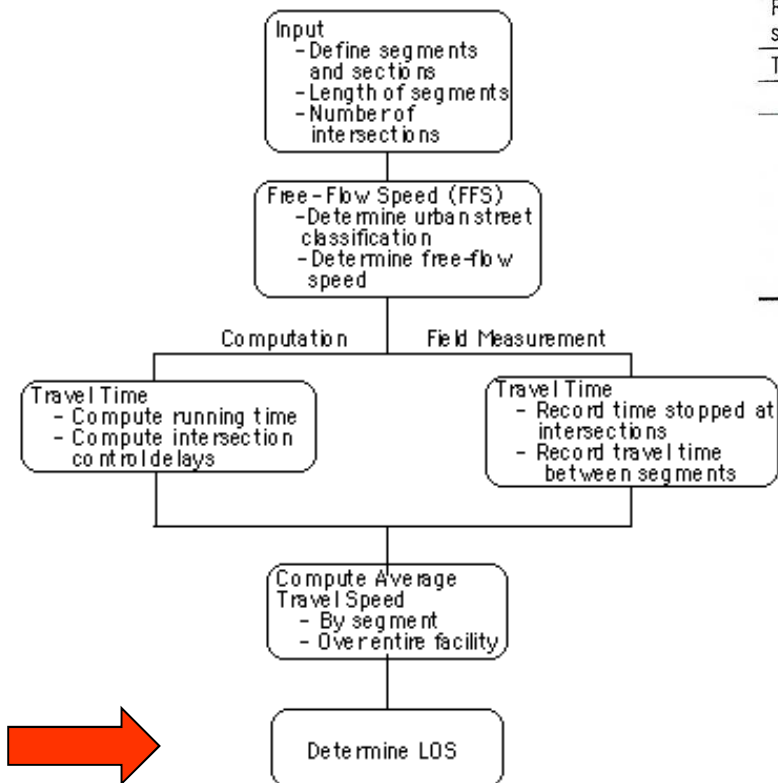 Input
- Define segments
and sections
- Length of segments
- Number of
intersections
Free-Flow Speed (FFS)
- Determine urban street
classification
- Determine free-flow
speed
Computation
Field Measurement
Travel Time
- Compute running time
- Compute intersection
control delays
Travel Time
- Record time stopped at
intersections
- Record travel time
between segments
Compute Average
Travel Speed
- By segment
- Over entire facility
Determine LOS
s
T